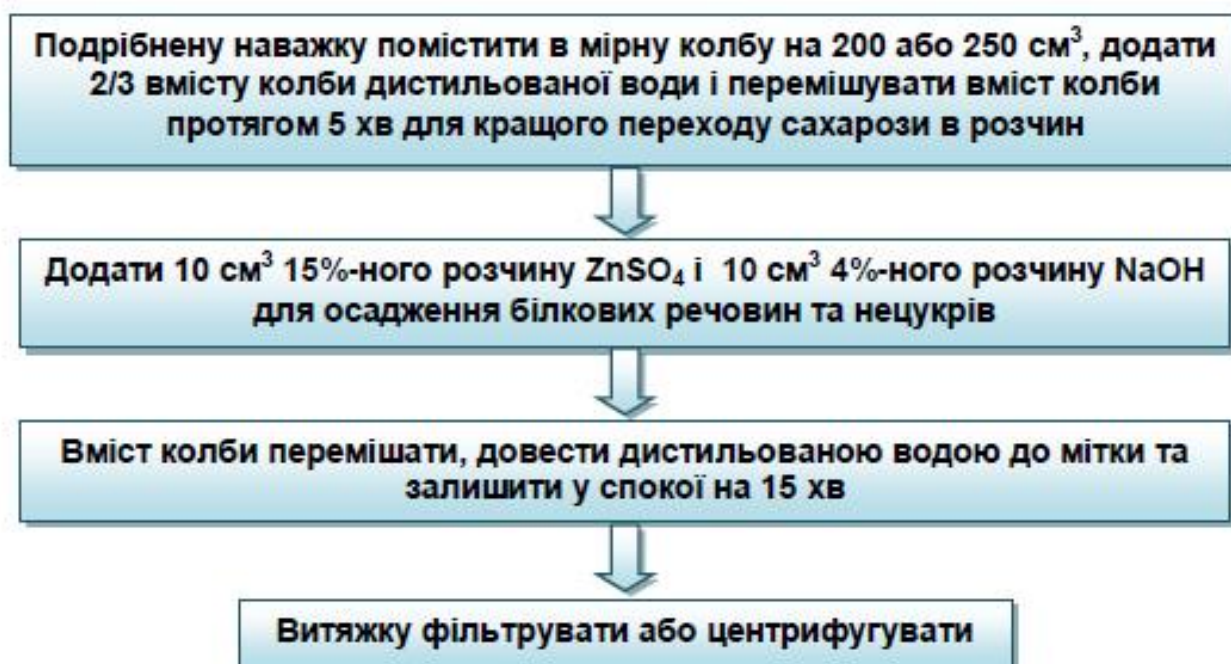 Подрібнену наважку помістити в мірну колбу на 200 або 250 см³, додати
2/3 вмісту колби дистильованої води і перемішувати вміст колби
протягом 5 хв для кращого переходу сахарози в розчин
Додати 10 см³ 15%-ного розчину ZnSO₄ і 10 см³ 4%-ного розчину NaOH
для осадження білкових речовин та нецукрів
Вміст колби перемішати, довести дистильованою водою до мітки та
залишити у спокої на 15 хв
Витяжку фільтрувати або центрифугувати